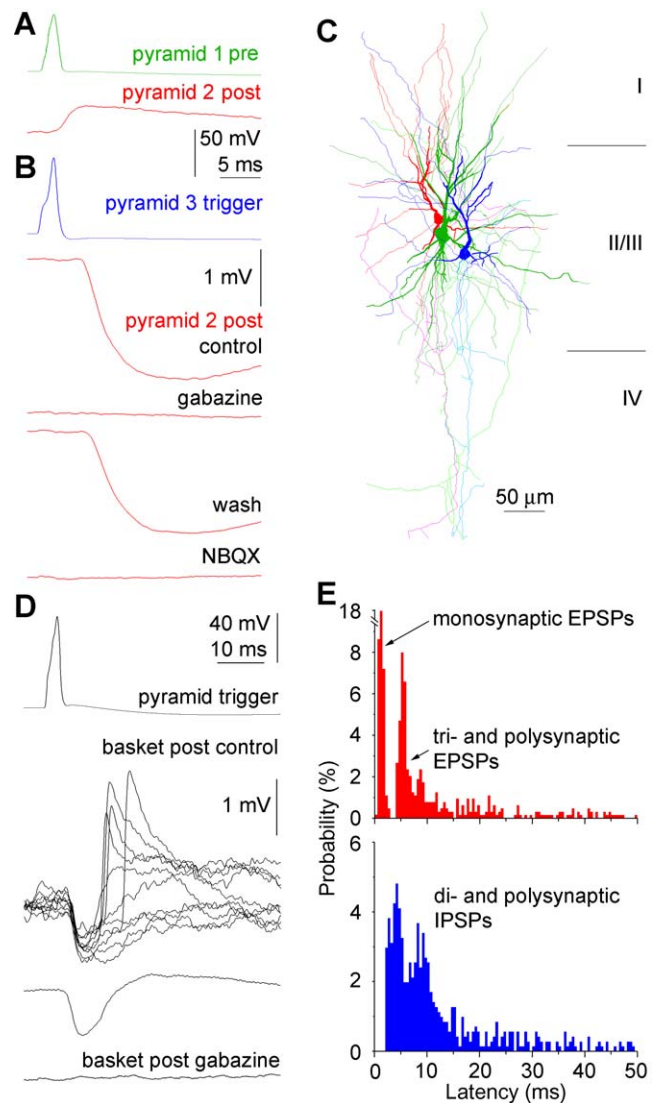 A
pyramid 1 pre
pyramid 2 post
50 mV
5 ms
B
pyramid 3 trigger
1 mV
pyramid 2 post
control
gabazine
wash
NBQX
C
I
II/III
IV
50 μm
D
40 mV
10 ms
pyramid trigger
basket post control
1 mV
basket post gabazine
E
18
8
6
4
2
0
monosynaptic EPSPs
tri- and polysynaptic
EPSPs
Probability (%)
6
4
2
0
di- and polysynaptic
IPSPs
0 10 20 30 40 50
Latency (ms)